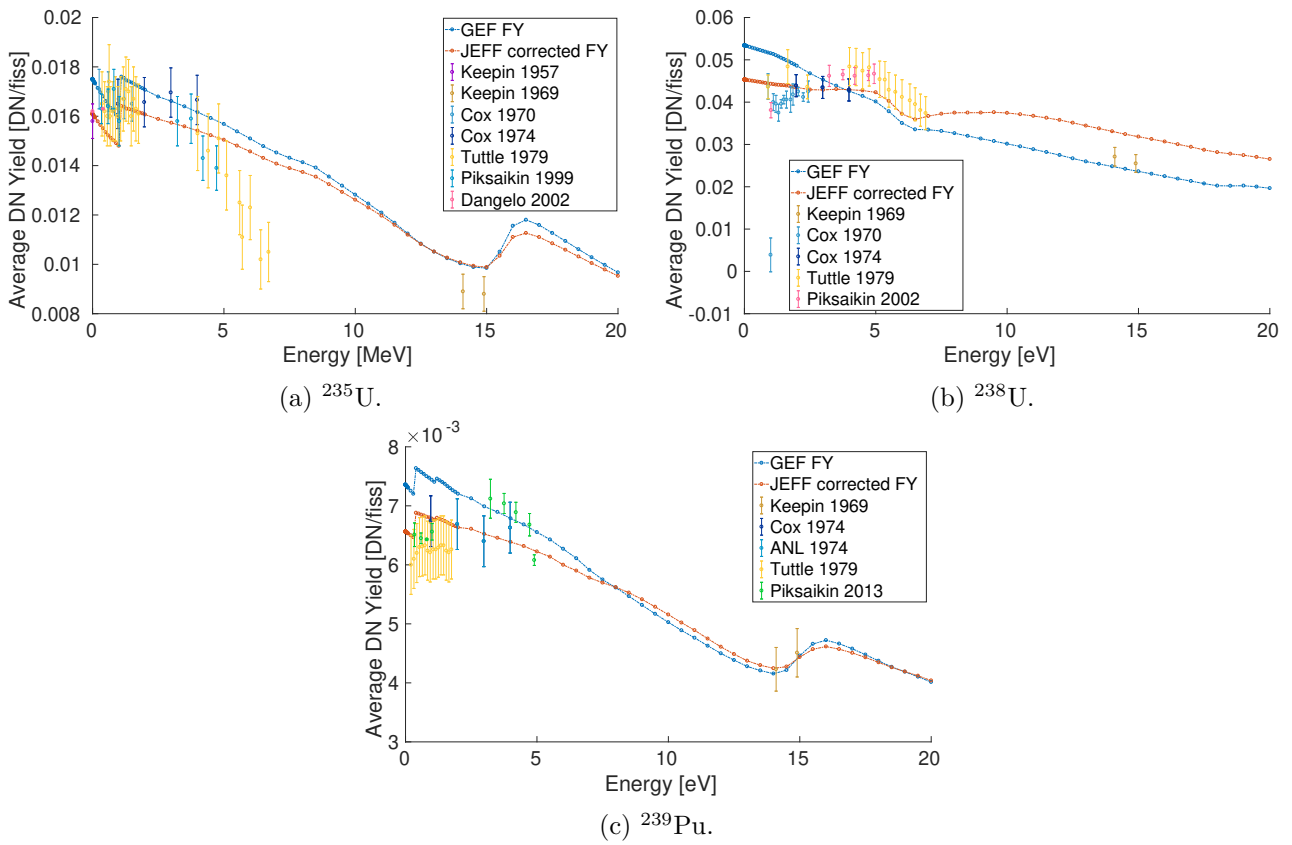 Average DN Yield [DN/fiss]
0.02
0.018
0.016
0.014
0.012
0.01
0.008
0
5
10
15
20
Energy [MeV]
GEF FY
JEFF corrected FY
Keepin 1957
Keepin 1969
Cox 1970
Cox 1974
Tuttle 1979
Piksaikin 1999
Dangelo 2002
(a) ²³⁵U.
Average DN Yield [DN/fiss]
0.06
0.05
0.04
0.03
0.02
0.01
0
-0.01
0
5
10
15
20
Energy [eV]
GEF FY
JEFF corrected FY
Keepin 1969
Cox 1970
Cox 1974
Tuttle 1979
Piksaikin 2002
(b) ²³⁸U.
×10⁻³
Average DN Yield [DN/fiss]
8
7
6
5
4
3
0
5
10
15
20
Energy [eV]
GEF FY
JEFF corrected FY
Keepin 1969
Cox 1974
ANL 1974
Tuttle 1979
Piksaikin 2013
(c) ²³⁹Pu.